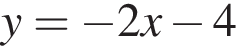 y = −2x − 4